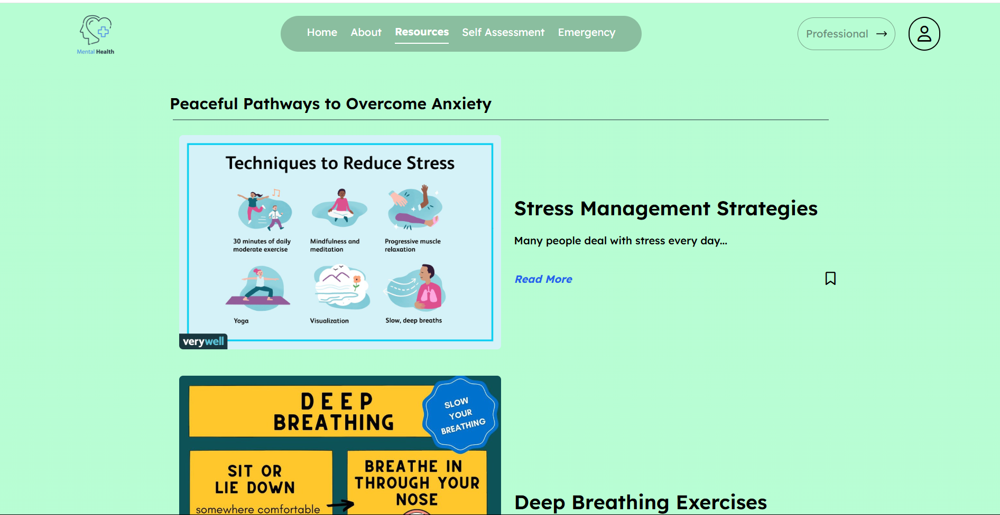 Mental Health
Home About Resources Self Assessment Emergency
Professional →
Peaceful Pathways to Overcome Anxiety
Techniques to Reduce Stress
30 minutes of daily
moderate exercise
Mindfulness and
meditation
Progressive muscle
relaxation
Yoga
Visualization
Slow, deep breaths
verywell
Stress Management Strategies
Many people deal with stress every day...
Read More
DEEP
BREATHING
SLOW
YOUR
BREATHING
SIT OR
LIE DOWN
somewhere comfortable
BREATHE IN
THROUGH YOUR
NOSE
Deep Breathing Exercises